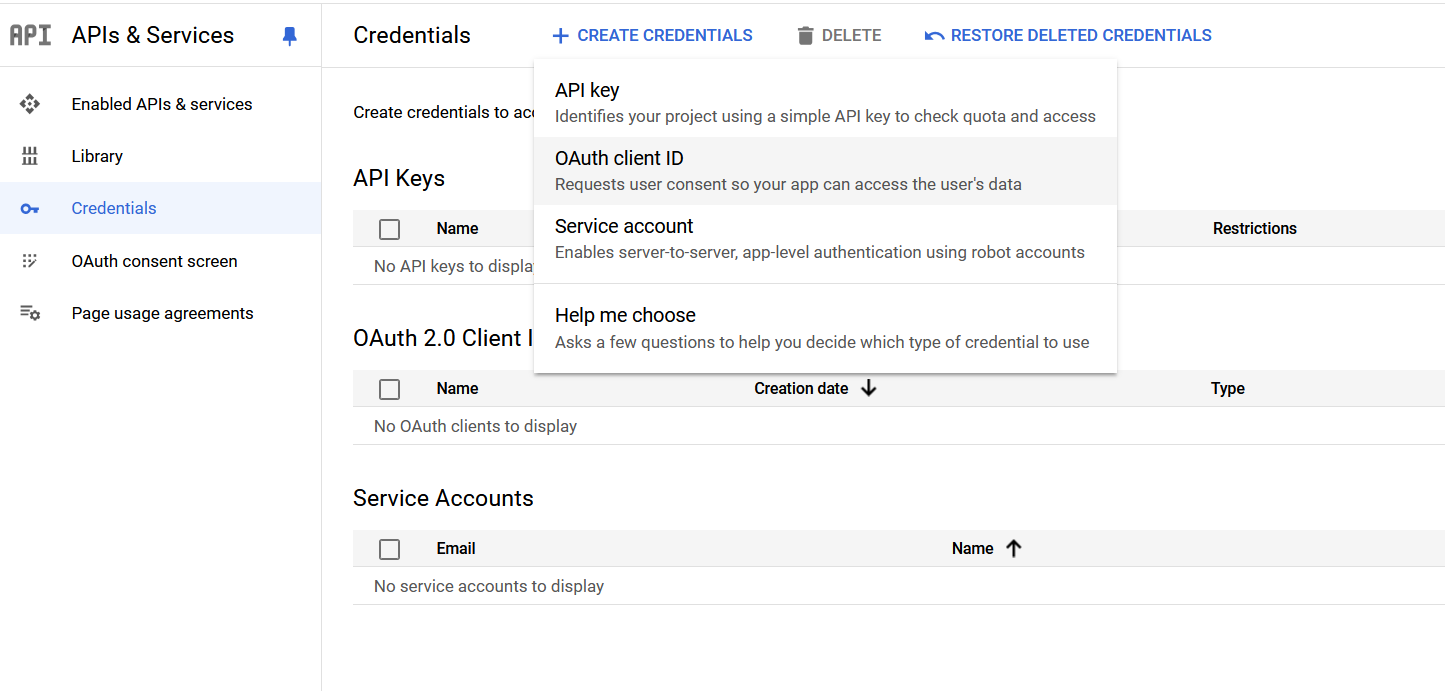 API APIs & Services
Credentials
CREATE CREDENTIALS
DELETE
RESTORE DELETED CREDENTIALS
Enabled APIs & services
Library
Credentials
OAuth consent screen
Page usage agreements
Create credentials to
API key
Identifies your project using a simple API key to check quota and access
OAuth client ID
Requests user consent so your app can access the user's data
Service account
Enables server-to-server, app-level authentication using robot accounts
Help me choose
Asks a few questions to help you decide which type of credential to use
API Keys
Name
Restrictions
No API keys to
OAuth 2.0 Client
Name Creation date Type
No OAuth clients to display
Service Accounts
Email Name
No service accounts to display